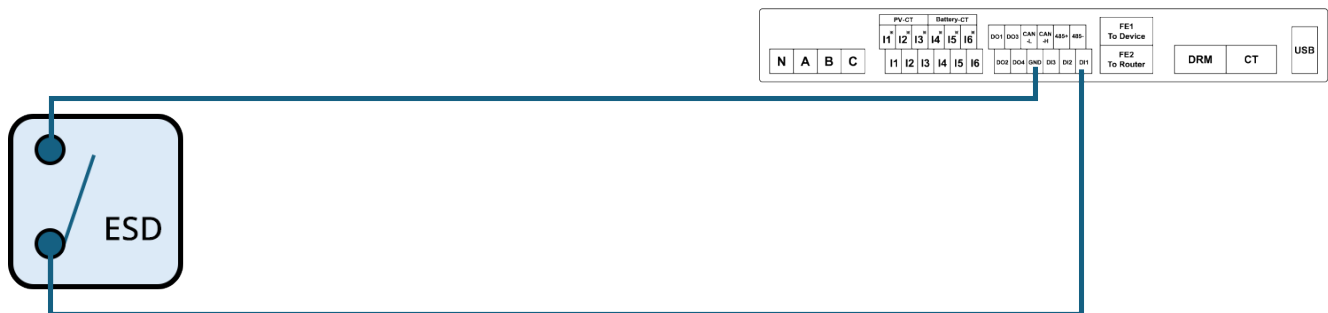 PV-CT Battery-CT
I1* I2* I3* I4* I5* I6*
I1 I2 I3 I4 I5 I6
N A B C
DO1 DO3 CAN-L CAN-H 485+ 485-
DO2 DO4 GND DI3 DI2 DI1
FE1
To Device
FE2
To Router
DRM CT
USB
ESD